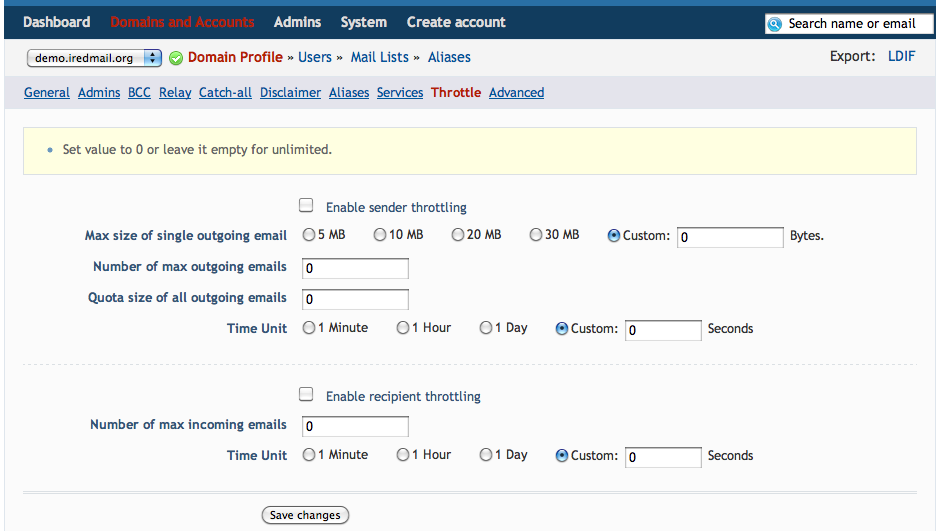 Dashboard Domains and Accounts Admins System Create account Search name or email
demo.iredmail.org Domain Profile » Users » Mail Lists » Aliases Export: LDIF
General Admins BCC Relay Catch-all Disclaimer Aliases Services Throttle Advanced
• Set value to 0 or leave it empty for unlimited.
Enable sender throttling
Max size of single outgoing email 5 MB 10 MB 20 MB 30 MB Custom: 0 Bytes.
Number of max outgoing emails 0
Quota size of all outgoing emails 0
Time Unit 1 Minute 1 Hour 1 Day Custom: 0 Seconds
Enable recipient throttling
Number of max incoming emails 0
Time Unit 1 Minute 1 Hour 1 Day Custom: 0 Seconds
Save changes